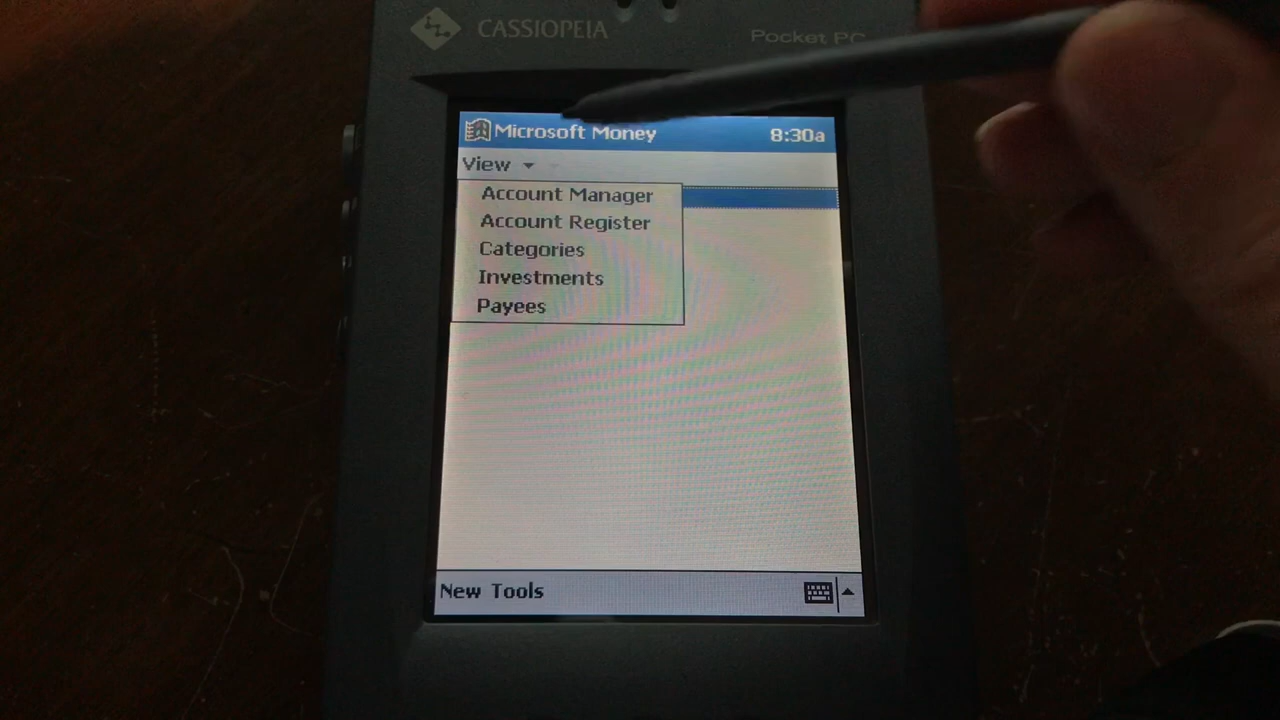 CASSIOPEIA
Pocket PC
Microsoft Money 8:30a
View
Account Manager
Account Register
Categories
Investments
Payees
New Tools